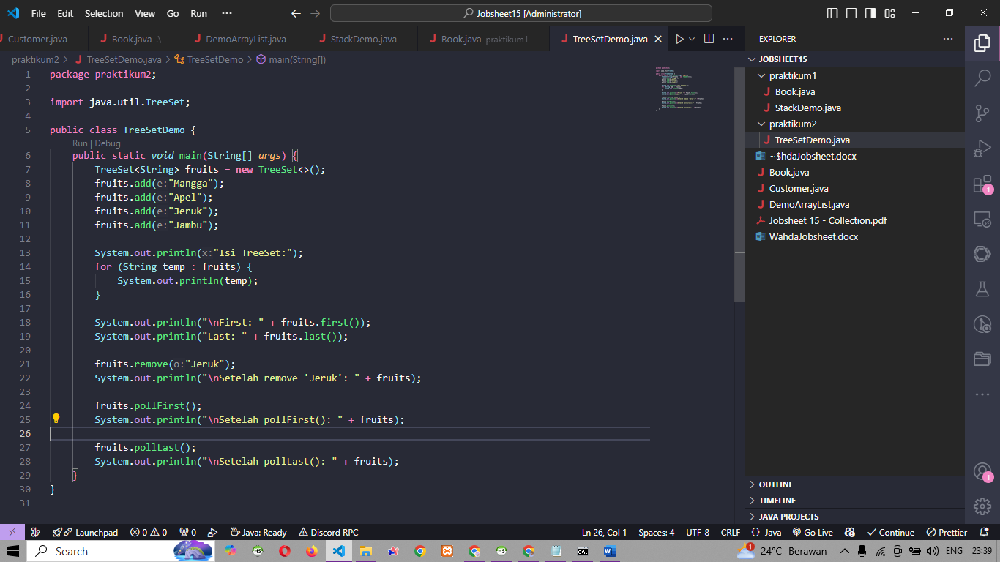 File Edit Selection View Go Run ··· Jobsheet15 [Administrator]
Customer.java Book.java .\ DemoArrayList.java StackDemo.java Book.java praktikum1 TreeSetDemo.java
praktikum2 > TreeSetDemo.java > TreeSetDemo > main(String[])
1 package praktikum2;
2
3 import java.util.TreeSet;
4
5 public class TreeSetDemo {
Run | Debug
6 public static void main(String[] args) {
7 TreeSet<String> fruits = new TreeSet<>();
8 fruits.add(e:"Mangga");
9 fruits.add(e:"Apel");
10 fruits.add(e:"Jeruk");
11 fruits.add(e:"Jambu");
12
13 System.out.println(x:"Isi TreeSet:");
14 for (String temp : fruits) {
15 System.out.println(temp);
16 }
17
18 System.out.println("\nFirst: " + fruits.first());
19 System.out.println("Last: " + fruits.last());
20
21 fruits.remove(o:"Jeruk");
22 System.out.println("\nSetelah remove 'Jeruk': " + fruits);
23
24 fruits.pollFirst();
25 System.out.println("\nSetelah pollFirst(): " + fruits);
26
27 fruits.pollLast();
28 System.out.println("\nSetelah pollLast(): " + fruits);
29 }
30 }
31
EXPLORER
JOBSHEET15
praktikum1
Book.java
StackDemo.java
praktikum2
TreeSetDemo.java
~$hdaJobsheet.docx
Book.java
Customer.java
DemoArrayList.java
Jobsheet 15 - Collection.pdf
WahdaJobsheet.docx
OUTLINE
TIMELINE
JAVA PROJECTS
1
1
Launchpad 0 0 0 Java: Ready Discord RPC Ln 26, Col 1 Spaces: 4 UTF-8 CRLF {} Java Go Live Continue Prettier
Search 1 24°C Berawan ENG 23:39